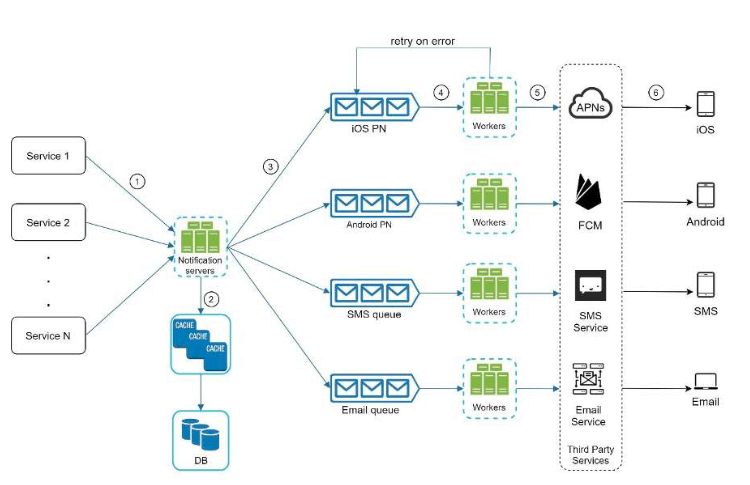 retry on error
4
5
6
iOS PN
Workers
APNs
iOS
Service 1
1
3
Service 2
Android PN
Workers
FCM
Android
Notification
servers
2
SMS queue
Workers
SMS
Service
SMS
Service N
CACHE
CACHE
CACHE
Email queue
Workers
Email
Service
Email
DB
Third Party
Services